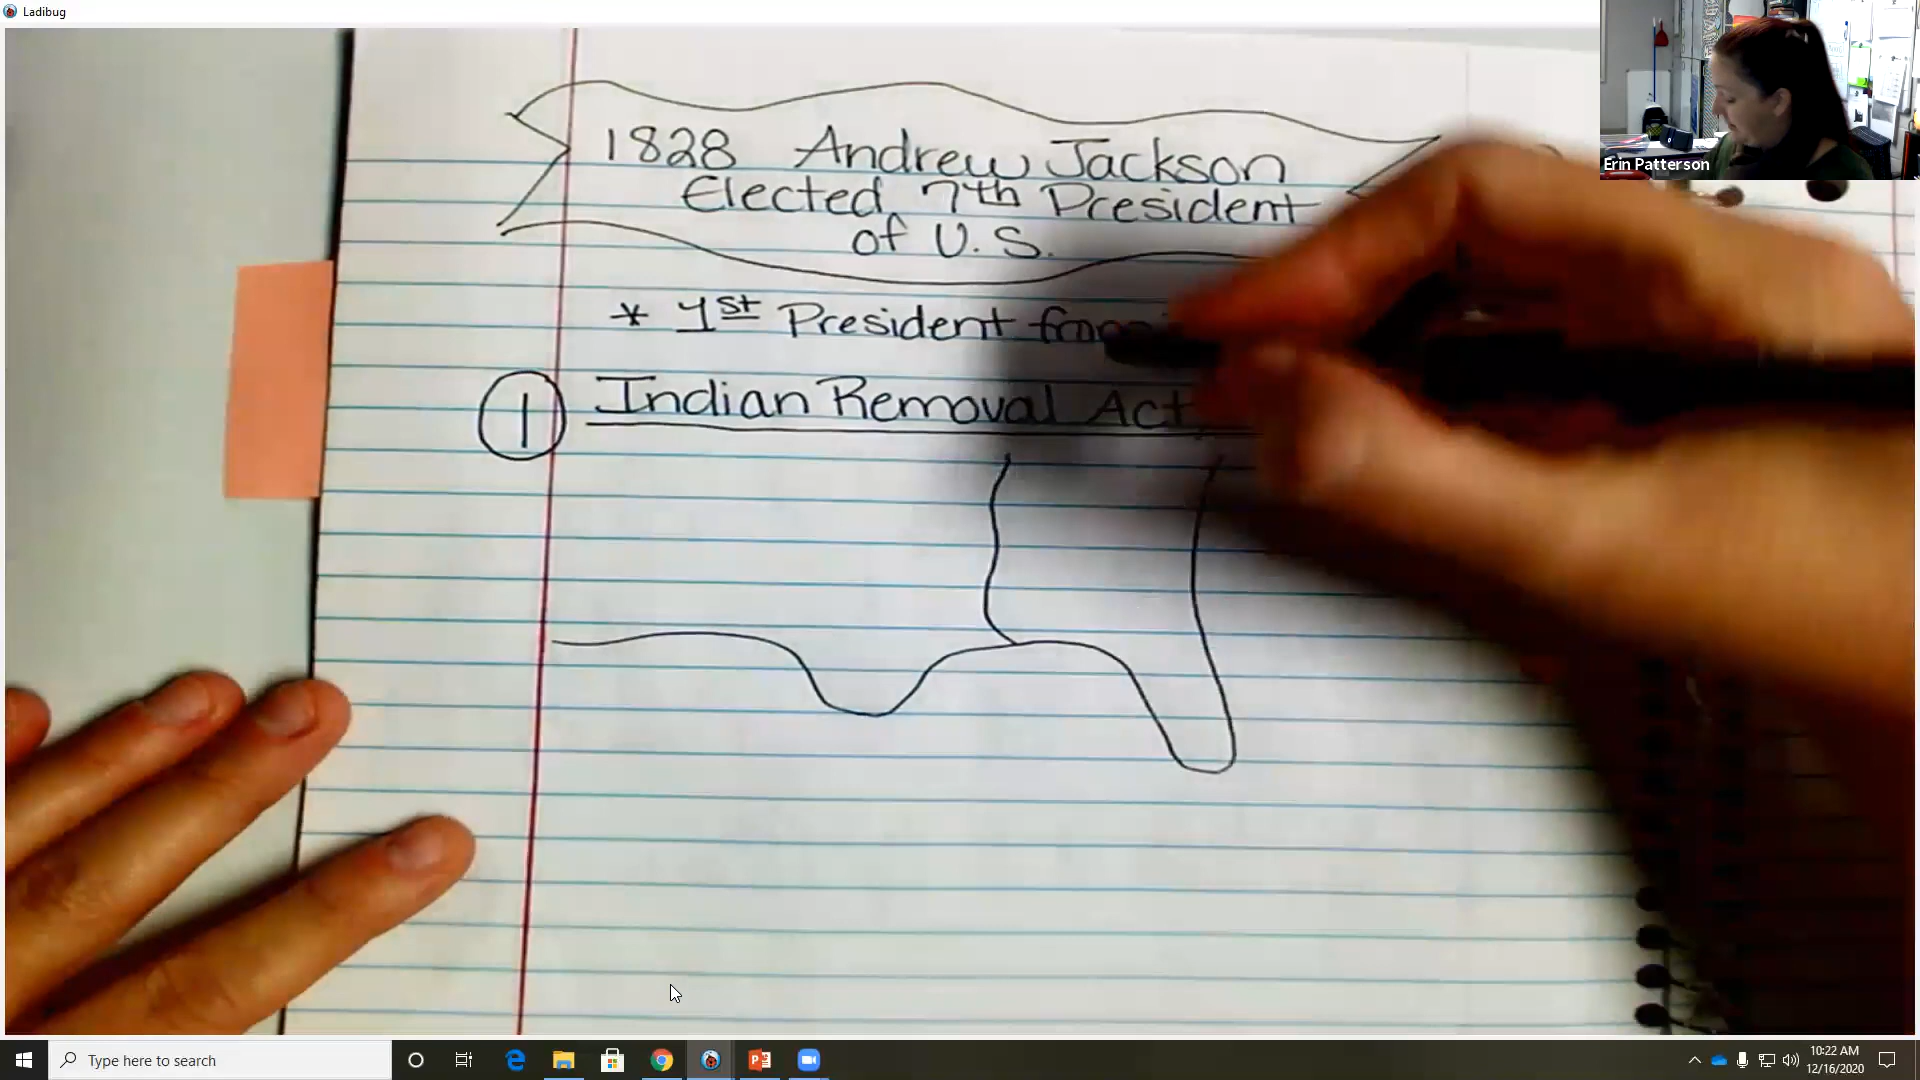 Ladibug
Erin Patterson
1828 Andrew Jackson
Elected 7th President
of U.S.
* 1st President
1 Indian Removal Act
Type here to search
10:22 AM
12/16/2020